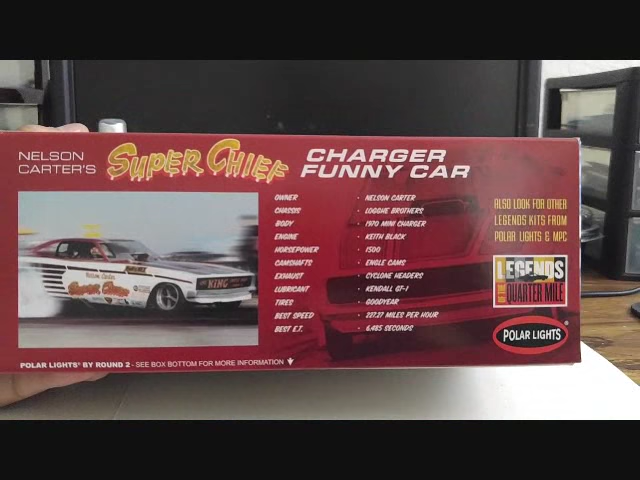 NELSON
CARTER'S
SUPER CHIEF
CHARGER
FUNNY CAR
OWNER · NELSON CARTER
CHASSIS · LOGGHE BROTHERS
BODY · 1970 MINI CHARGER
ENGINE · KEITH BLACK
HORSEPOWER · 1500
CAMSHAFTS · ENGLE CAMS
EXHAUST · CYCLONE HEADERS
LUBRICANT · KENDALL GT-1
TIRES · GOODYEAR
BEST SPEED · 227.27 MILES PER HOUR
BEST E.T. · 6.485 SECONDS
ALSO LOOK FOR OTHER
LEGENDS KITS FROM
POLAR LIGHTS & MPC
LEGENDS
QUARTER MILE
POLAR LIGHTS®
Super Chief
KING
POLAR LIGHTS® BY ROUND 2 - SEE BOX BOTTOM FOR MORE INFORMATION